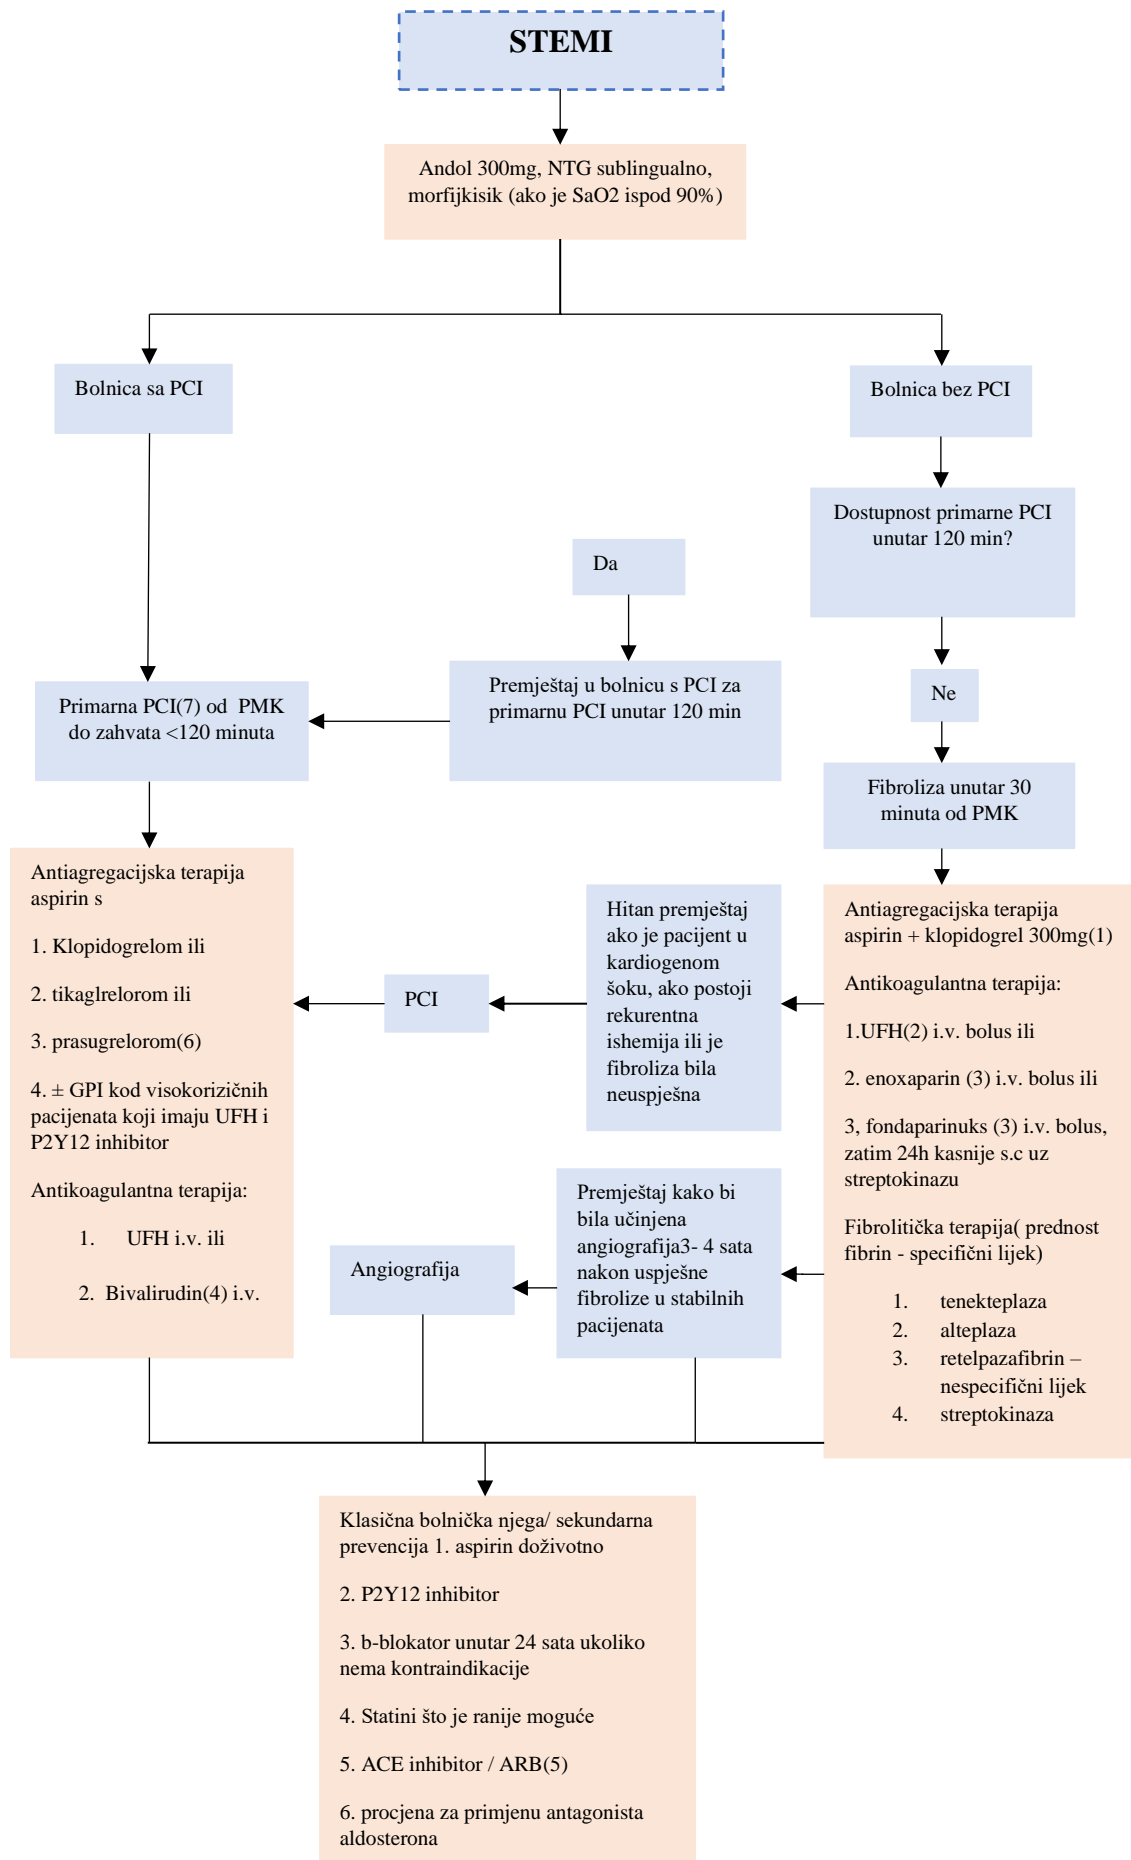 STEMI
Andol 300mg, NTG sublingualno,
morfijkisik (ako je SaO2 ispod 90%)
Bolnica sa PCI
Bolnica bez PCI
Dostupnost primarne PCI
unutar 120 min?
Da
Premještaj u bolnicu s PCI za
primarnu PCI unutar 120 min
Ne
Primarna PCI(7) od PMK
do zahvata <120 minuta
Fibroliza unutar 30
minuta od PMK
Antiagregacijska terapija
aspirin s
1. Klopidogrelom ili
2. tikaglrelorom ili
3. prasugrelorom(6)
4. ± GPI kod visokorizičnih
pacijenata koji imaju UFH i
P2Y12 inhibitor
Antikoagulantna terapija:
1. UFH i.v. ili
2. Bivalirudin(4) i.v.
PCI
Hitan premještaj
ako je pacijent u
kardiogenom
šoku, ako postoji
rekurentna
ishemija ili je
fibroliza bila
neuspješna
Antiagregacijska terapija
aspirin + klopidogrel 300mg(1)
Antikoagulantna terapija:
1.UFH(2) i.v. bolus ili
2. enoxaparin (3) i.v. bolus ili
3, fondaparinuks (3) i.v. bolus,
zatim 24h kasnije s.c uz
streptokinazu
Fibrolitička terapija( prednost
fibrin - specifični lijek)
1. tenekteplaza
2. alteplaza
3. retelpazafibrin –
nespecifični lijek
4. streptokinaza
Angiografija
Premještaj kako bi
bila učinjena
angiografija3- 4 sata
nakon uspješne
fibrolize u stabilnih
pacijenata
Klasična bolnička njega/ sekundarna
prevencija 1. aspirin doživotno
2. P2Y12 inhibitor
3. b-blokator unutar 24 sata ukoliko
nema kontraindikacije
4. Statini što je ranije moguće
5. ACE inhibitor / ARB(5)
6. procjena za primjenu antagonista
aldosterona